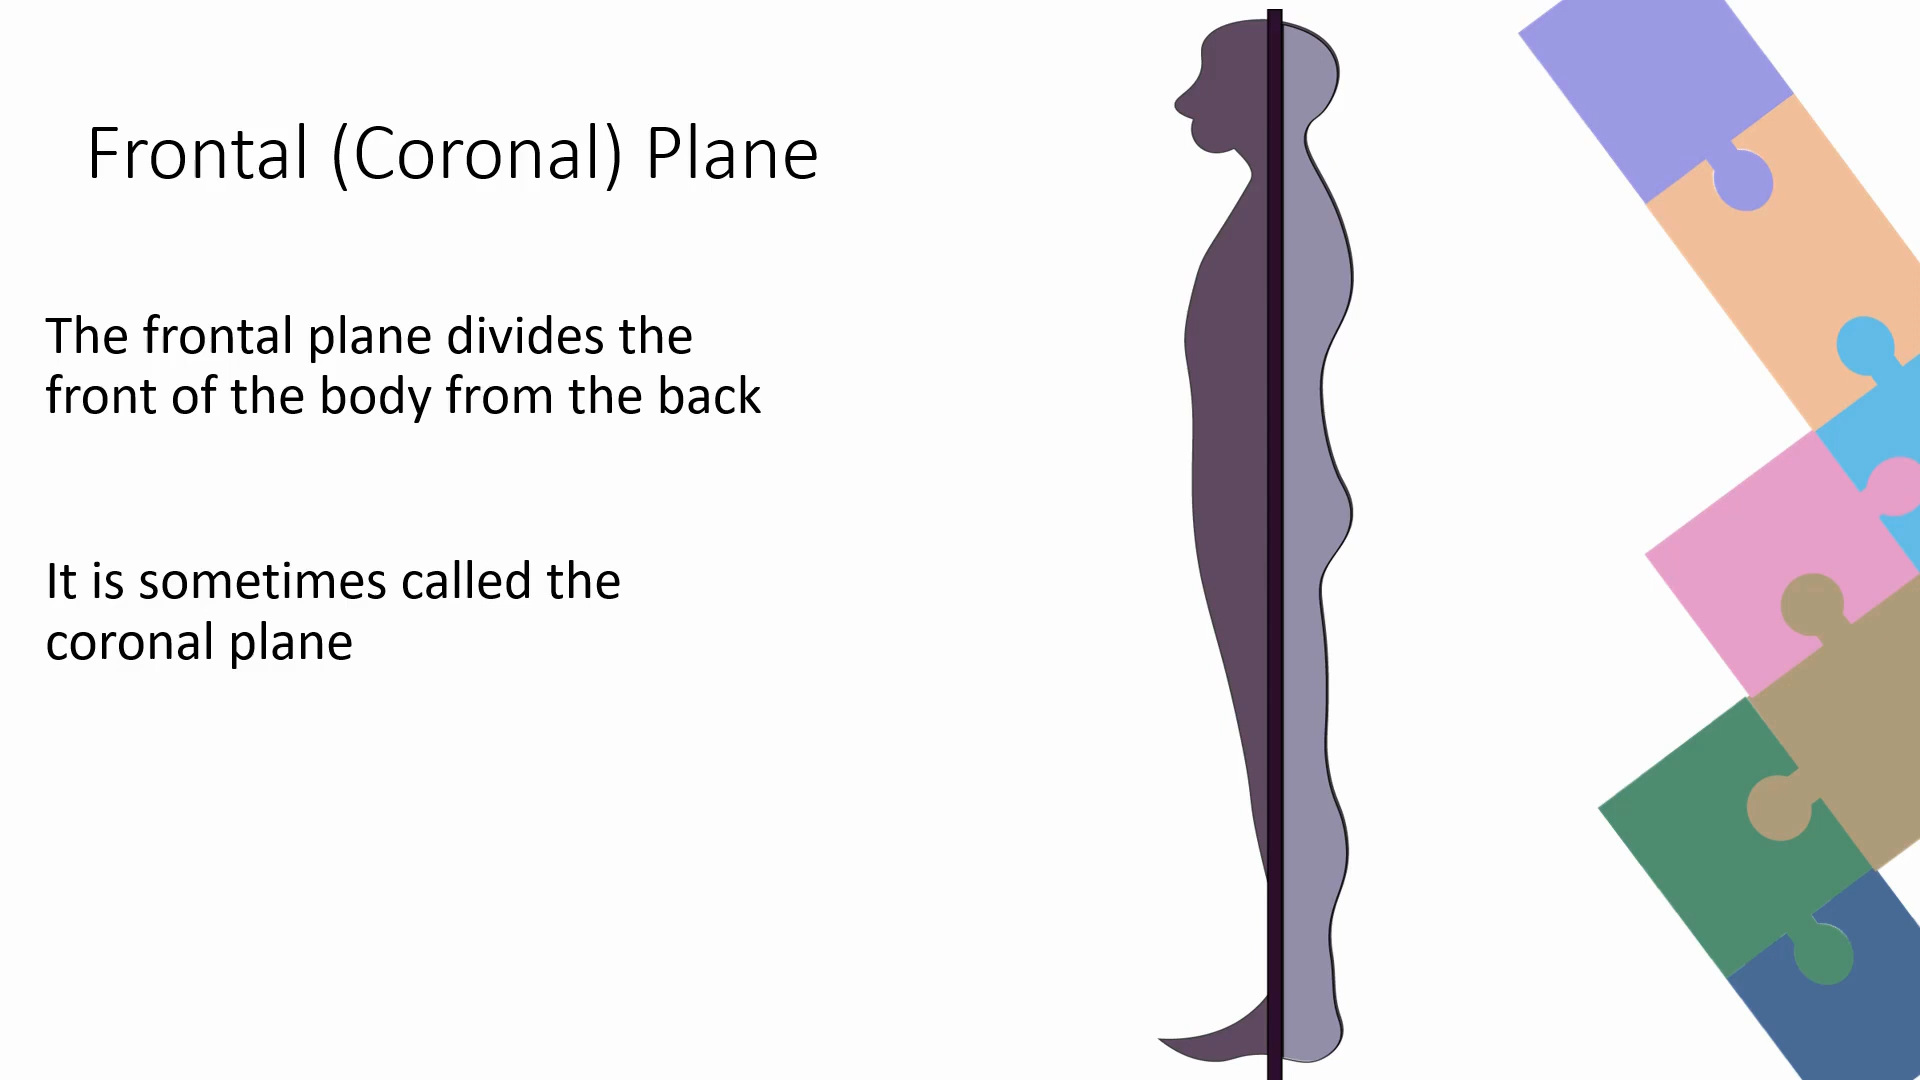 Frontal (Coronal) Plane
The frontal plane divides the
front of the body from the back
It is sometimes called the
coronal plane